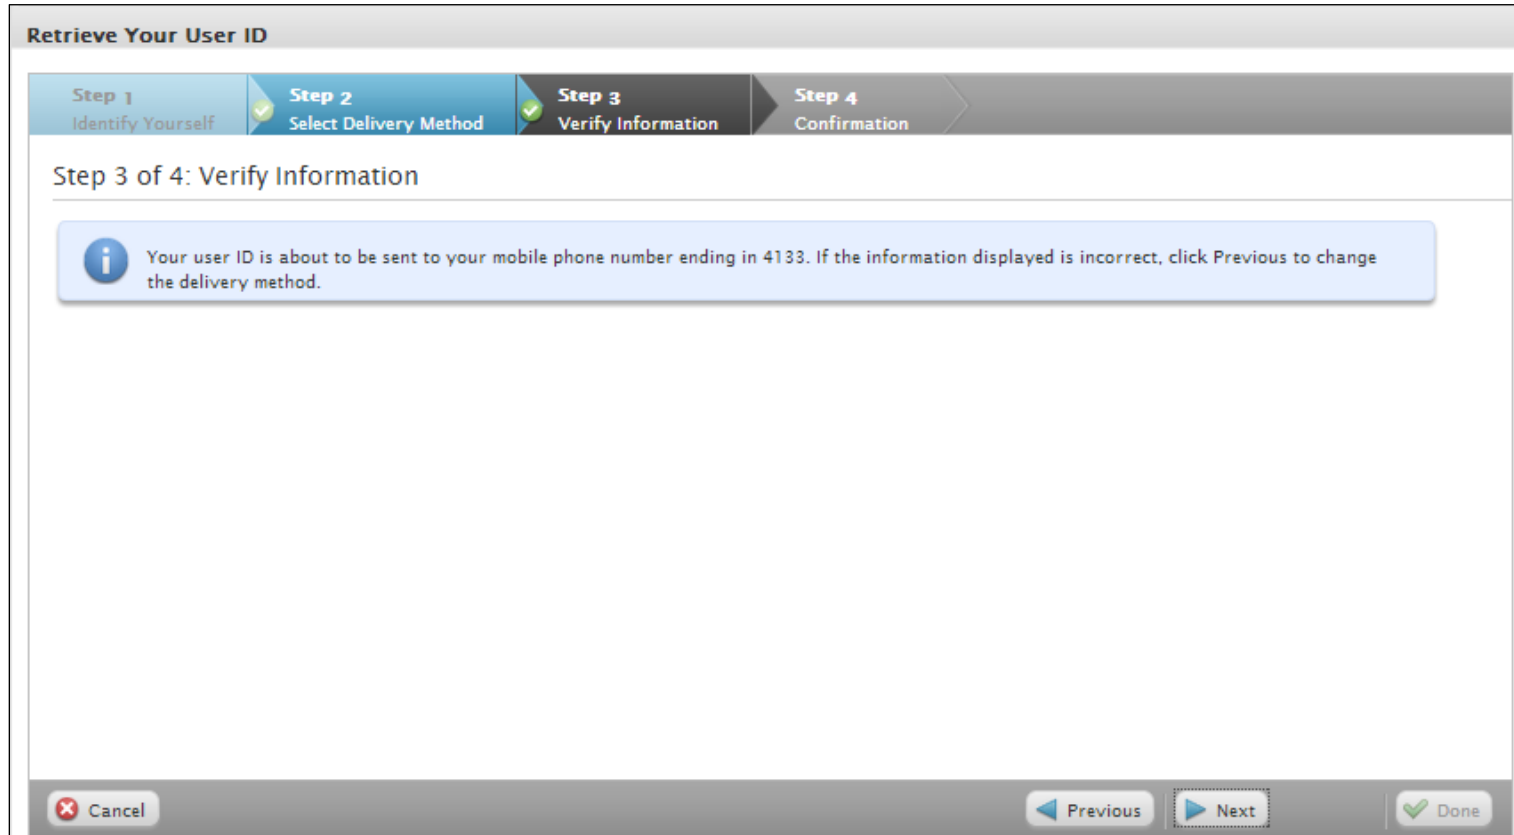 Retrieve Your User ID
Step 1
Identify Yourself
Step 2
Select Delivery Method
Step 3
Verify Information
Step 4
Confirmation
Step 3 of 4: Verify Information
Your user ID is about to be sent to your mobile phone number ending in 4133. If the information displayed is incorrect, click Previous to change
the delivery method.
Cancel
Previous
Next
Done